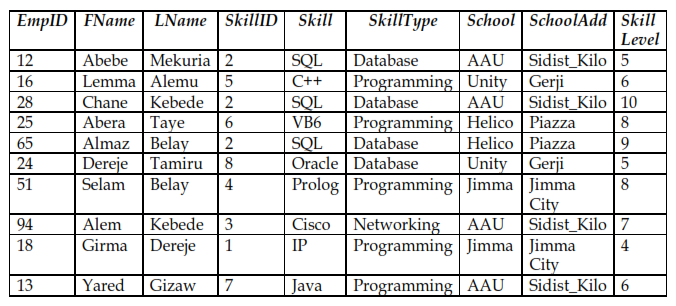 EmpID FName LName SkillID Skill SkillType School SchoolAdd Skill
Level
12 Abebe Mekuria 2 SQL Database AAU Sidist_Kilo 5
16 Lemma Alemu 5 C++ Programming Unity Gerji 6
28 Chane Kebede 2 SQL Database AAU Sidist_Kilo 10
25 Abera Taye 6 VB6 Programming Helico Piazza 8
65 Almaz Belay 2 SQL Database Helico Piazza 9
24 Dereje Tamiru 8 Oracle Database Unity Gerji 5
51 Selam Belay 4 Prolog Programming Jimma Jimma 8
City
94 Alem Kebede 3 Cisco Networking AAU Sidist_Kilo 7
18 Girma Dereje 1 IP Programming Jimma Jimma 4
City
13 Yared Gizaw 7 Java Programming AAU Sidist_Kilo 6